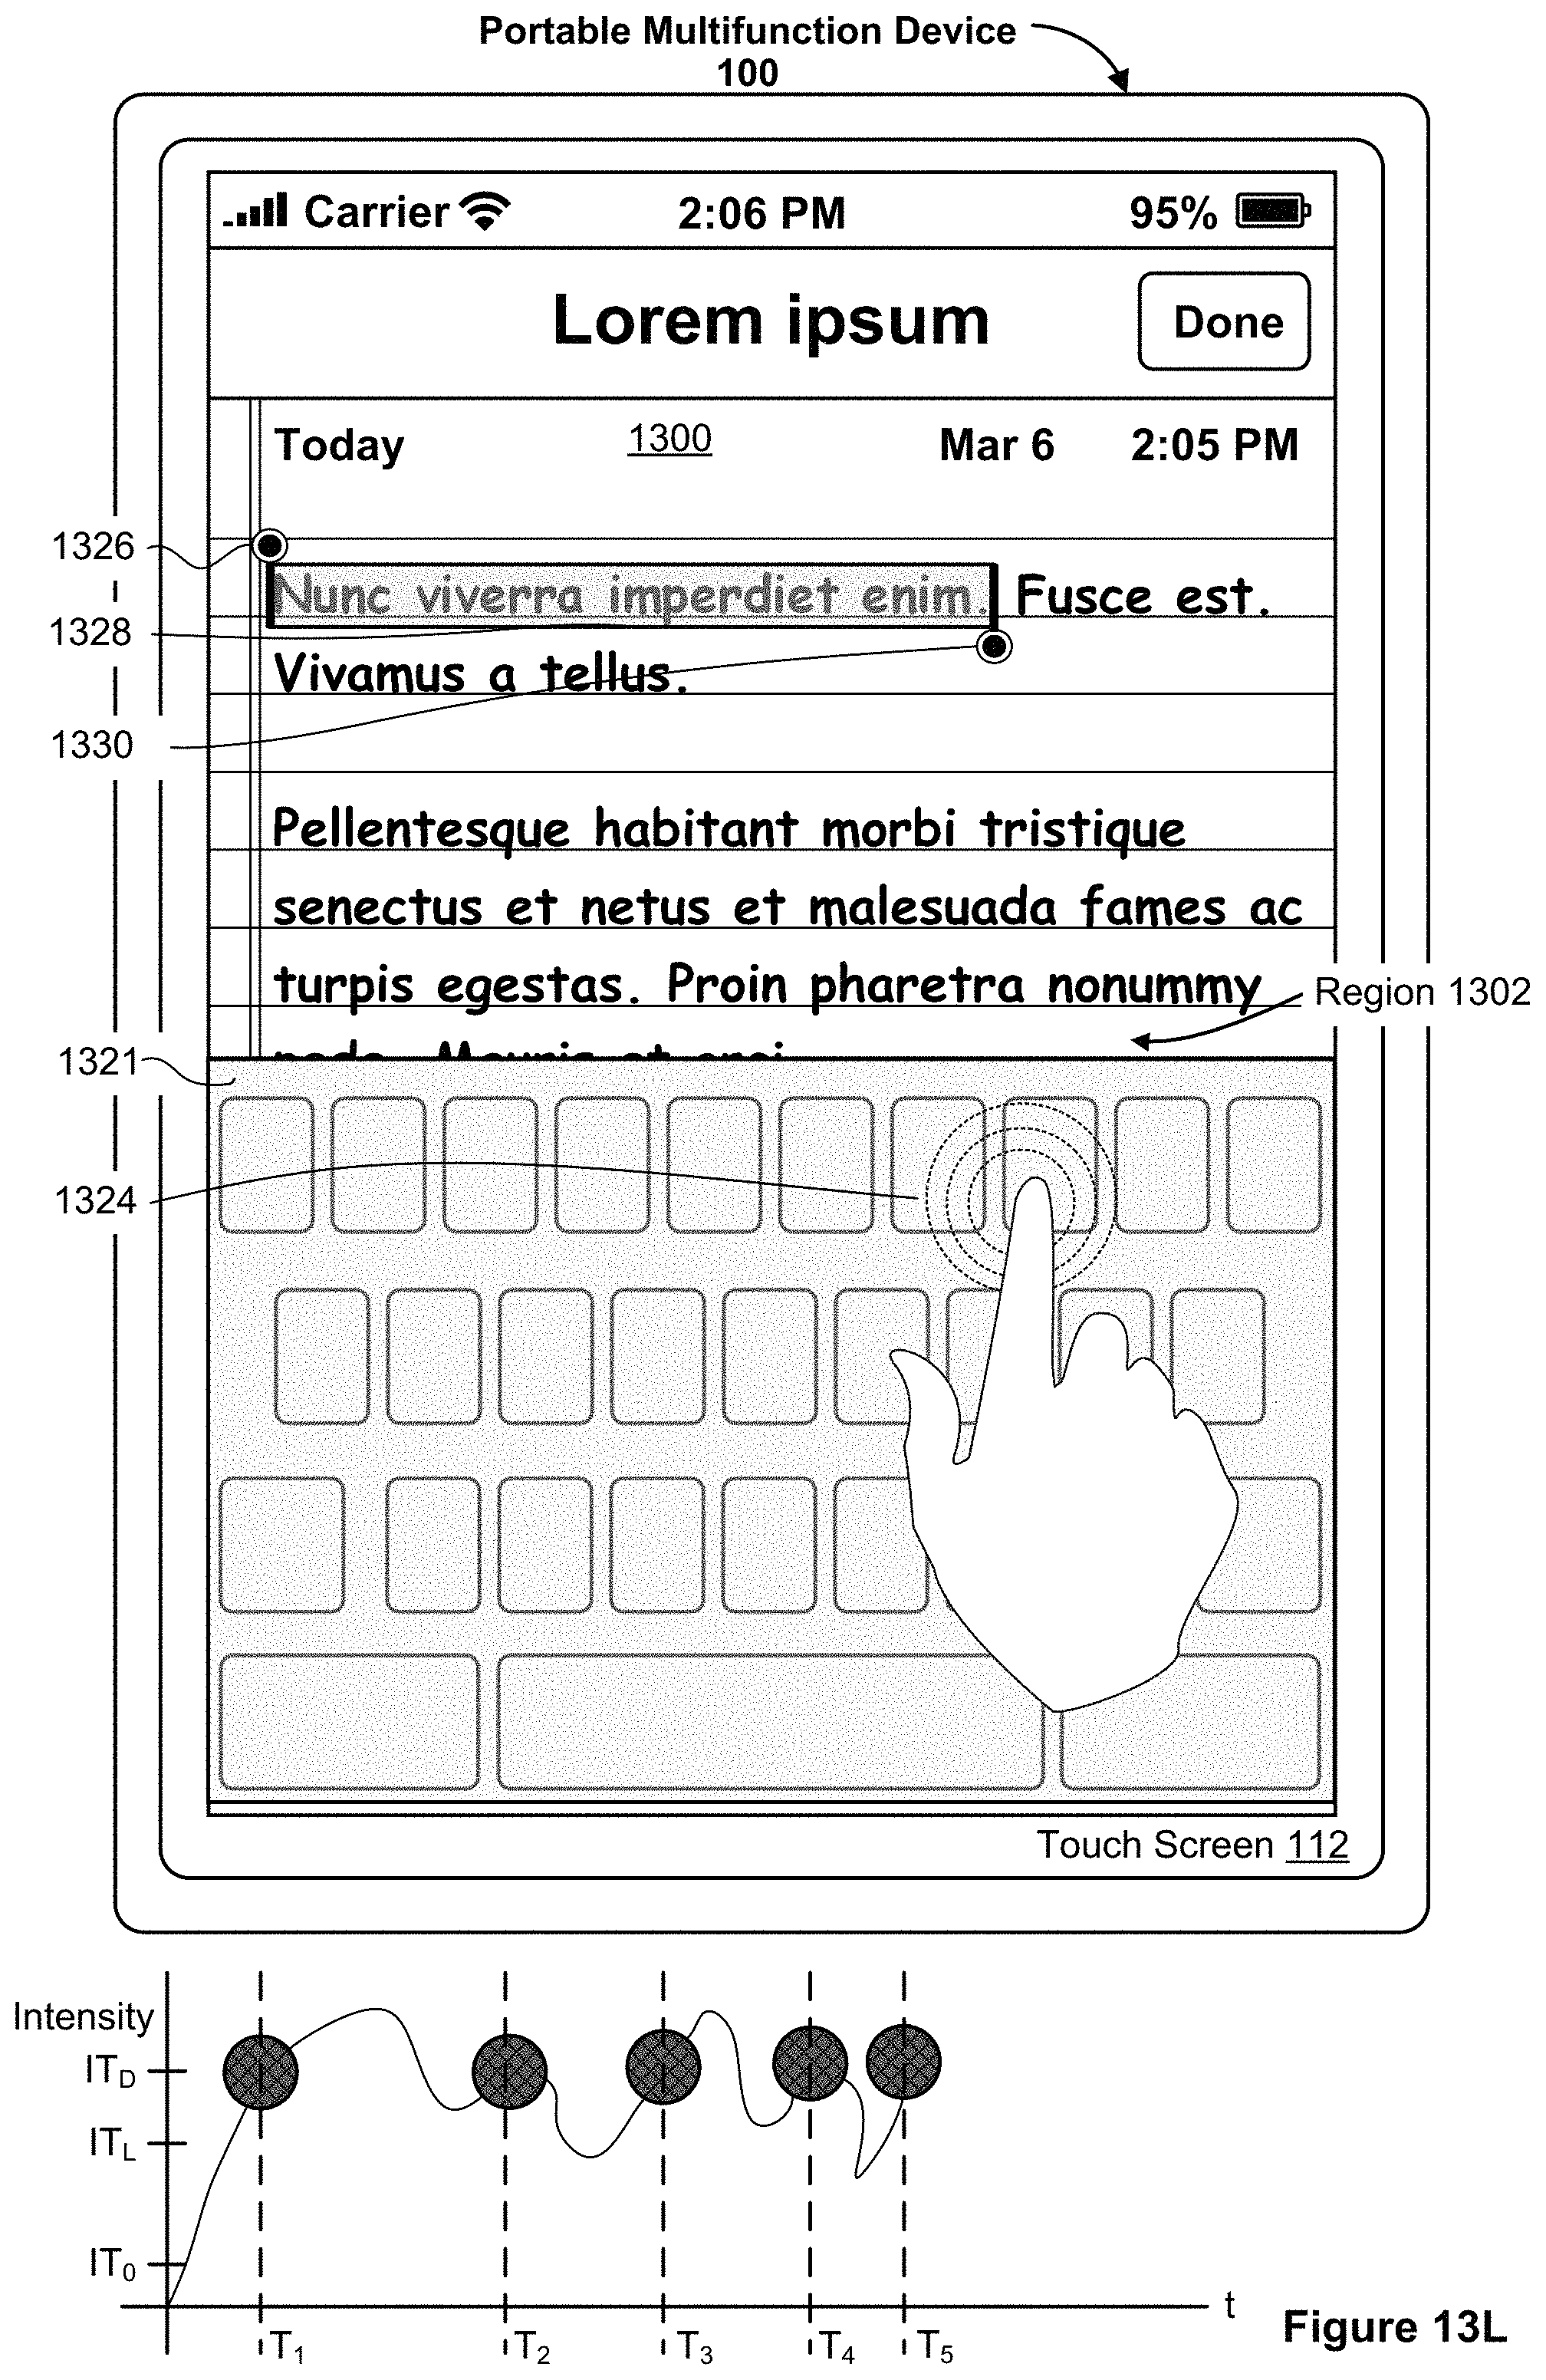 Portable Multifunction Device
100
Carrier 2:06 PM 95%
Lorem ipsum Done
Today 1300 Mar 6 2:05 PM
1326
Nunc viverra imperdiet enim. Fusce est.
1328
Vivamus a tellus.
1330
Pellentesque habitant morbi tristique
senectus et netus et malesuada fames ac
turpis egestas. Proin pharetra nonummy
Region 1302
1321
1324
Touch Screen 112
Intensity
IT_D
IT_L
IT_0
t
T_1 T_2 T_3 T_4 T_5
Figure 13L